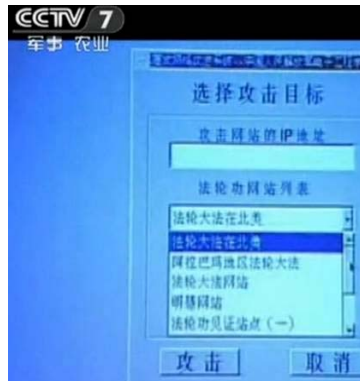 CCTV 7
军事 农业
选择攻击目标
攻击网站的IP地址
法轮功网站列表
法轮大法在北美
法轮大法在北美
阿拉巴马地区法轮大法
法轮大法网站
明慧网站
法轮功见证站点（一）
攻击 取消